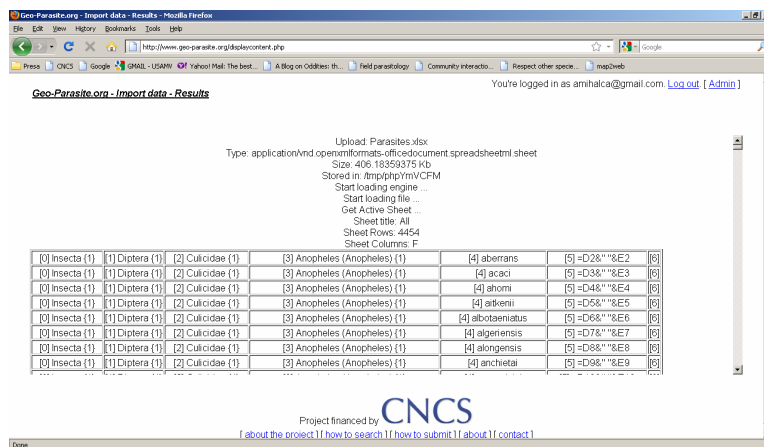 Geo-Parasite.org - Import data - Results - Mozilla Firefox
File Edit View History Bookmarks Tools Help
http://www.geo-parasite.org/displaycontent.php
Google
Presa CNCS Google GMAIL - USAMV Yahoo! Mail: The best... A Blog on Oddities: th... field parasitology Community interactio... Respect other specie... map2web
You're logged in as amihalca@gmail.com. Log out. [ Admin ]
Geo-Parasite.org - Import data - Results
Upload: Parasites.xlsx
Type: application/vnd.openxmlformats-officedocument.spreadsheetml.sheet
Size: 406.18359375 Kb
Stored in: /tmp/phpYmVCFM
Start loading engine ...
Start loading file ...
Get Active Sheet ...
Sheet title: All
Sheet Rows: 4454
Sheet Columns: F
[0] Insecta {1} [1] Diptera {1} [2] Culicidae {1} [3] Anopheles (Anopheles) {1} [4] aberrans [5] =D2&" "&E2 [6]
[0] Insecta {1} [1] Diptera {1} [2] Culicidae {1} [3] Anopheles (Anopheles) {1} [4] acaci [5] =D3&" "&E3 [6]
[0] Insecta {1} [1] Diptera {1} [2] Culicidae {1} [3] Anopheles (Anopheles) {1} [4] ahomi [5] =D4&" "&E4 [6]
[0] Insecta {1} [1] Diptera {1} [2] Culicidae {1} [3] Anopheles (Anopheles) {1} [4] aitkenii [5] =D5&" "&E5 [6]
[0] Insecta {1} [1] Diptera {1} [2] Culicidae {1} [3] Anopheles (Anopheles) {1} [4] albotaeniatus [5] =D6&" "&E6 [6]
[0] Insecta {1} [1] Diptera {1} [2] Culicidae {1} [3] Anopheles (Anopheles) {1} [4] algeriensis [5] =D7&" "&E7 [6]
[0] Insecta {1} [1] Diptera {1} [2] Culicidae {1} [3] Anopheles (Anopheles) {1} [4] alongensis [5] =D8&" "&E8 [6]
[0] Insecta {1} [1] Diptera {1} [2] Culicidae {1} [3] Anopheles (Anopheles) {1} [4] anchietai [5] =D9&" "&E9 [6]
Project financed by CNCS
[ about the project ] [ how to search ] [ how to submit ] [ about ] [ contact ]
Done